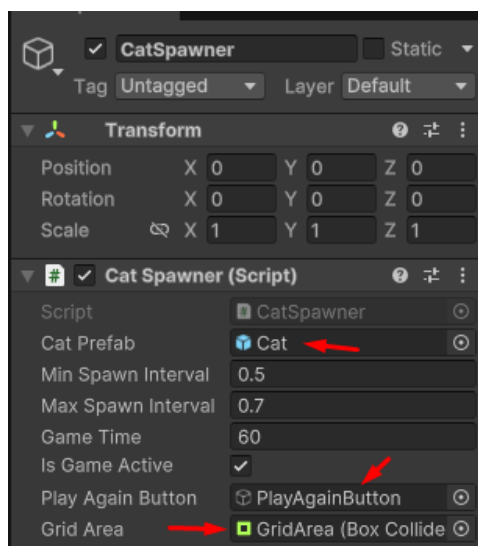 CatSpawner Static
Tag Untagged Layer Default
Transform
Position X 0 Y 0 Z 0
Rotation X 0 Y 0 Z 0
Scale X 1 Y 1 Z 1
# Cat Spawner (Script)
Script CatSpawner
Cat Prefab Cat
Min Spawn Interval 0.5
Max Spawn Interval 0.7
Game Time 60
Is Game Active
Play Again Button PlayAgainButton
Grid Area GridArea (Box Collide